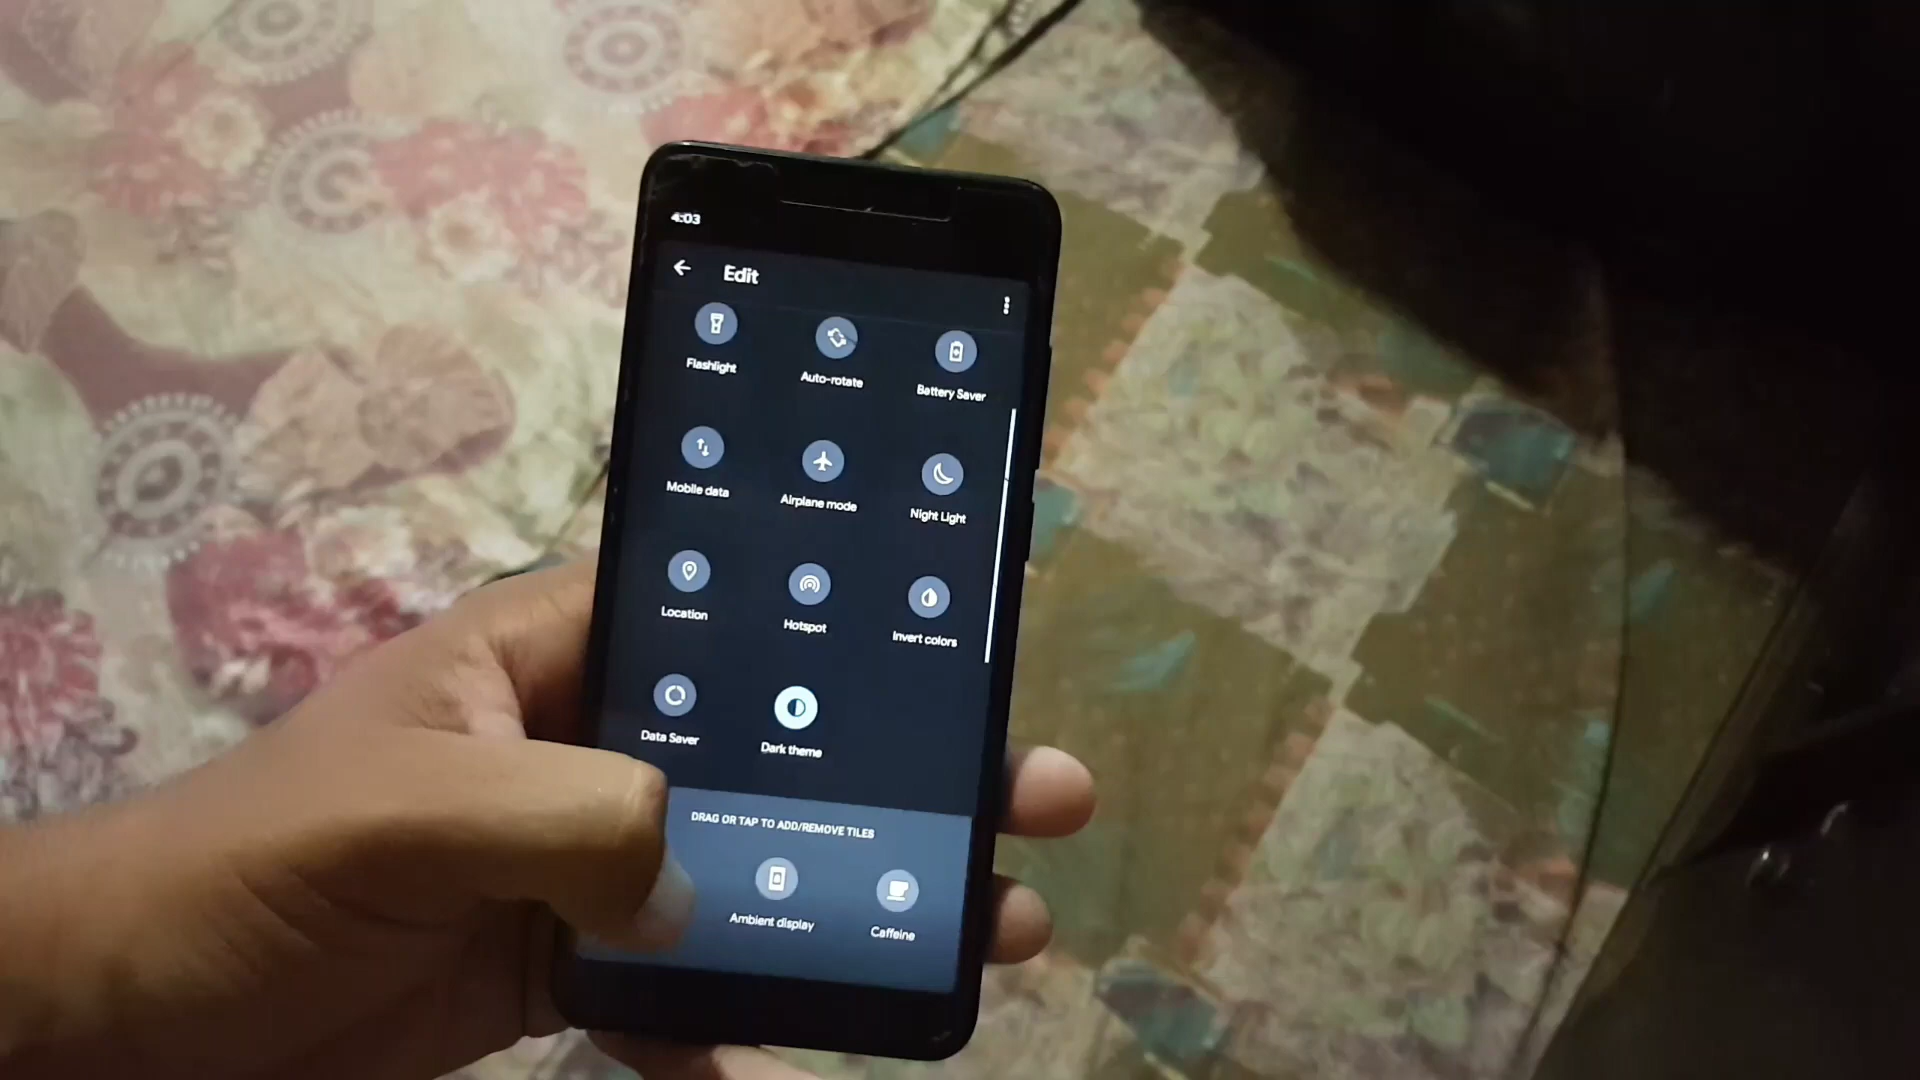 4:03
Edit
Flashlight
Auto-rotate
Battery Saver
Mobile data
Airplane mode
Night Light
Location
Hotspot
Invert colors
Data Saver
Dark theme
DRAG OR TAP TO ADD/REMOVE TILES
Ambient display
Caffeine